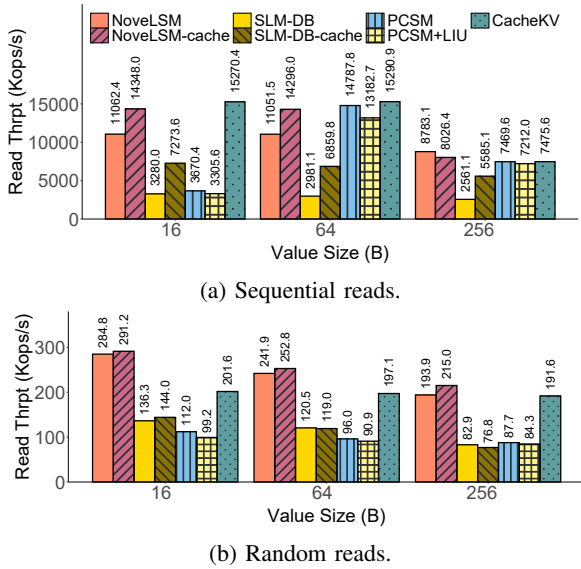 NoveLSM SLM-DB PCSM CacheKV
NoveLSM-cache SLM-DB-cache PCSM+LIU
Read Thrpt (Kops/s)
15000
10000
5000
0
11062.4 14348.0 3280.0 7273.6 3670.4 3305.6 15270.4
11051.5 14296.0 2981.1 6859.8 14787.8 13182.7 15290.9
8783.1 8026.4 2561.1 5585.1 7469.6 7212.0 7475.6
16 64 256
Value Size (B)
(a) Sequential reads.
Read Thrpt (Kops/s)
300
200
100
0
284.8 291.2 136.3 144.0 112.0 99.2 201.6
241.9 252.8 120.5 119.0 96.0 90.9 197.1
193.9 215.0 82.9 76.8 87.7 84.3 191.6
16 64 256
Value Size (B)
(b) Random reads.